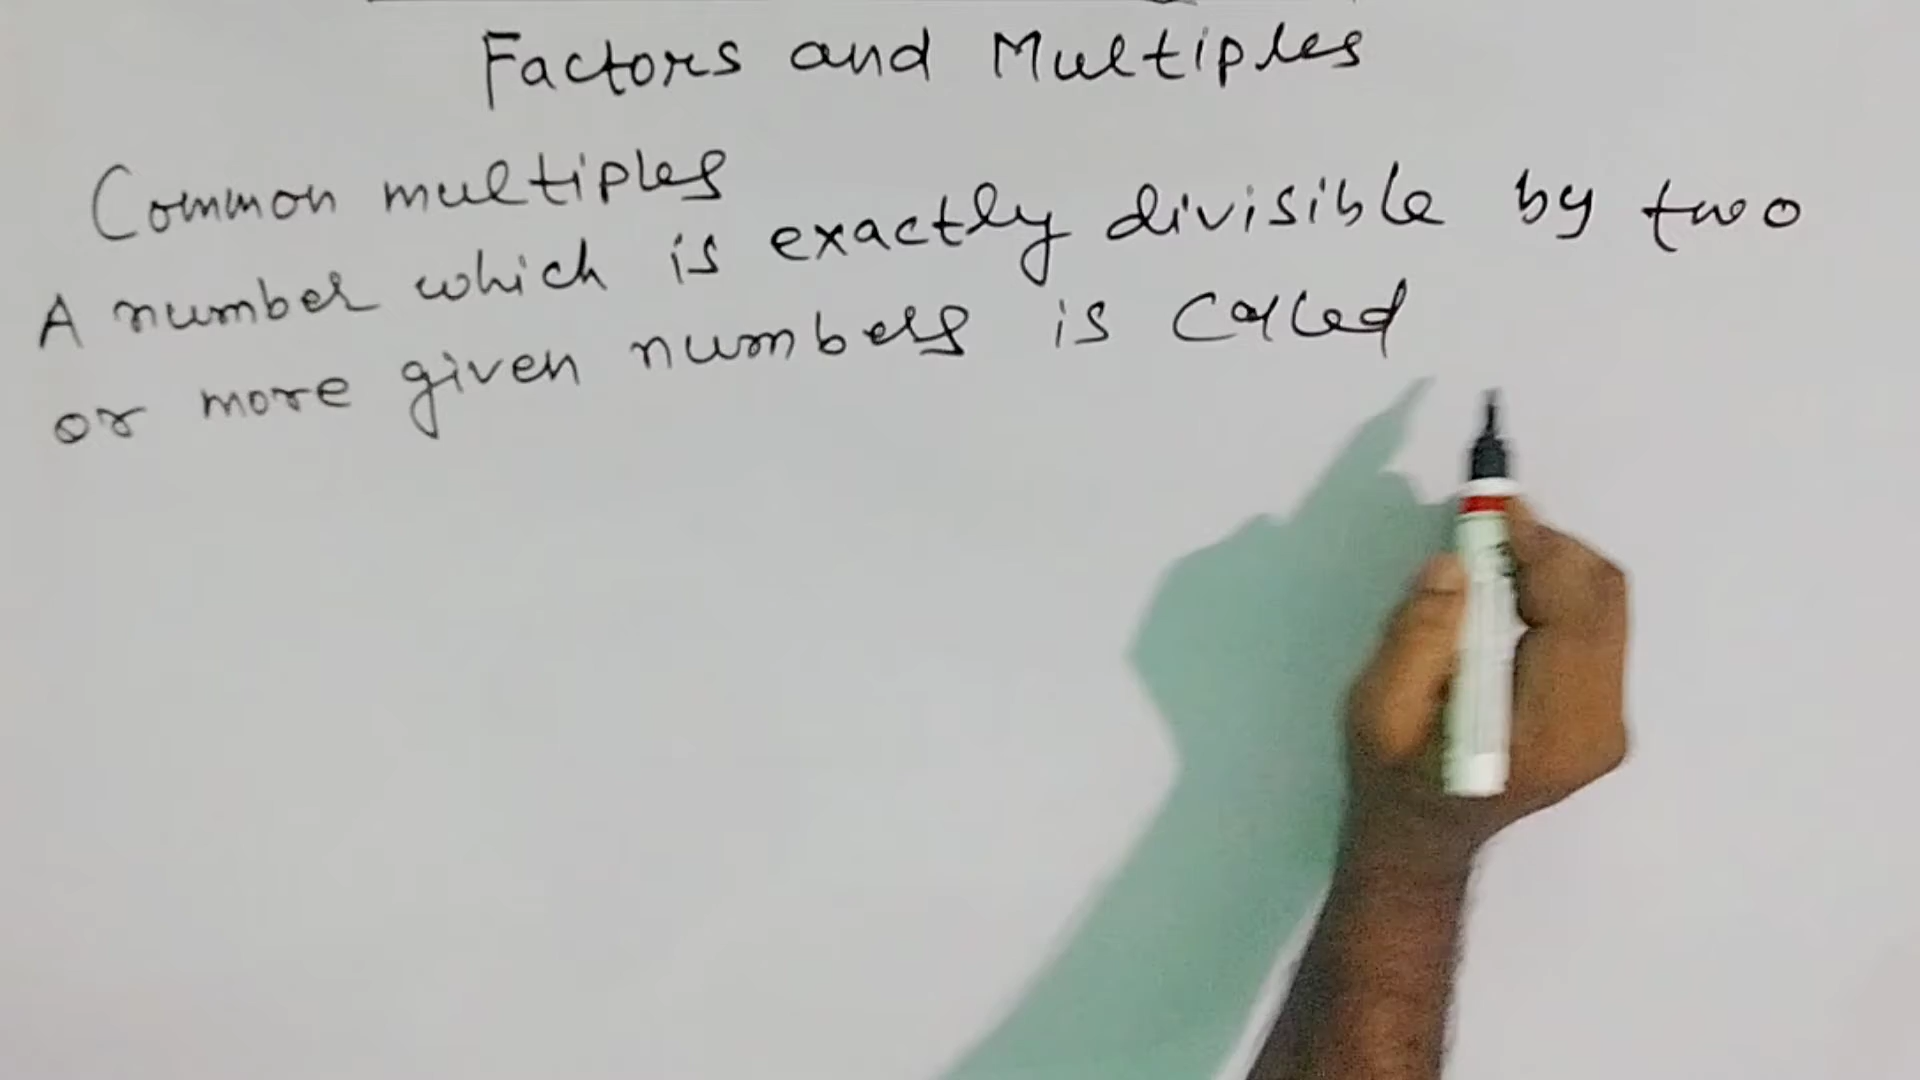 Factors and Multiples
Common multiples
A number which is exactly divisible by two
or more given numbers is called